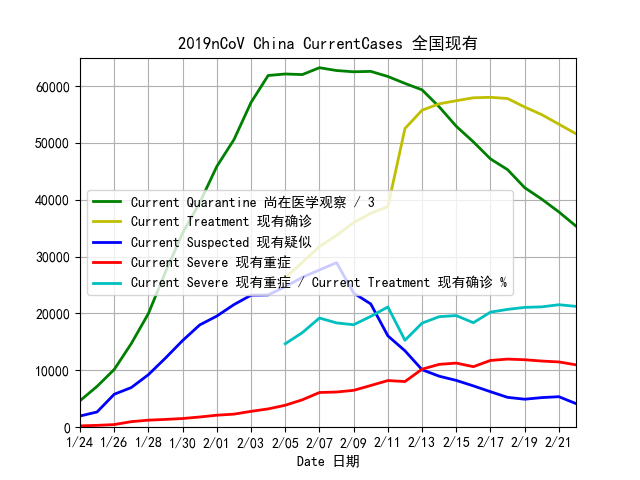 2019nCoV China CurrentCases 全国现有
60000
50000
40000
30000
20000
10000
0
Current Quarantine 尚在医学观察 / 3
Current Treatment 现有确诊
Current Suspected 现有疑似
Current Severe 现有重症
Current Severe 现有重症 / Current Treatment 现有确诊 %
1/24 1/26 1/28 1/30 2/01 2/03 2/05 2/07 2/09 2/11 2/13 2/15 2/17 2/19 2/21
Date 日期